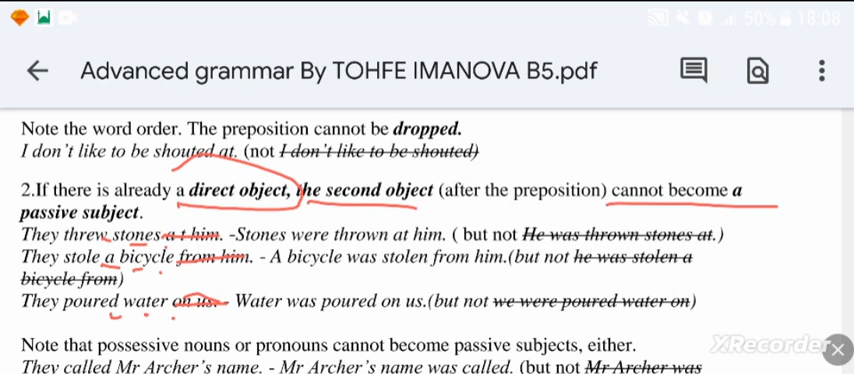 50% 18:08
Advanced grammar By TOHFE IMANOVA B5.pdf
Note the word order. The preposition cannot be dropped.
I don't like to be shouted at. (not I don't like to be shouted)
2.If there is already a direct object, the second object (after the preposition) cannot become a
passive subject.
They threw stones a t him. -Stones were thrown at him. ( but not He was thrown stones at.)
They stole a bicycle from him. - A bicycle was stolen from him.(but not he was stolen a
bicycle from)
They poured water on us. - Water was poured on us.(but not we were poured water on)
Note that possessive nouns or pronouns cannot become passive subjects, either.
They called Mr Archer's name. - Mr Archer's name was called. (but not Mr Archer was
XRecorder